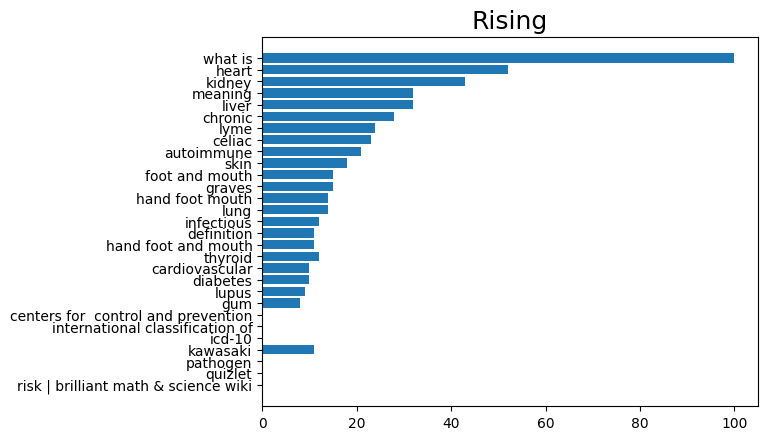 Rising
what is
heart
kidney
meaning
liver
chronic
lyme
celiac
autoimmune
skin
foot and mouth
graves
hand foot mouth
lung
infectious
definition
hand foot and mouth
thyroid
cardiovascular
diabetes
lupus
gum
centers for  control and prevention
international classification of
icd-10
kawasaki
pathogen
quizlet
risk | brilliant math & science wiki
0 20 40 60 80 100